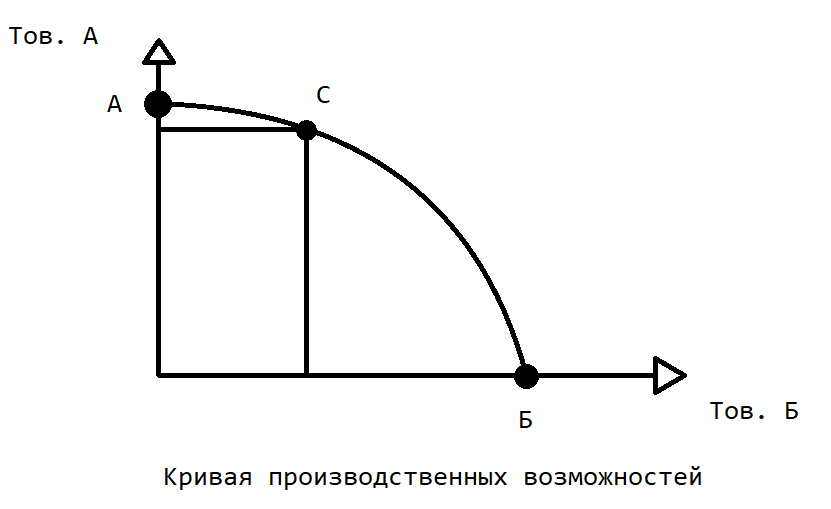 Тов. А
С
А
Б
Тов. Б
Кривая производственных возможностей